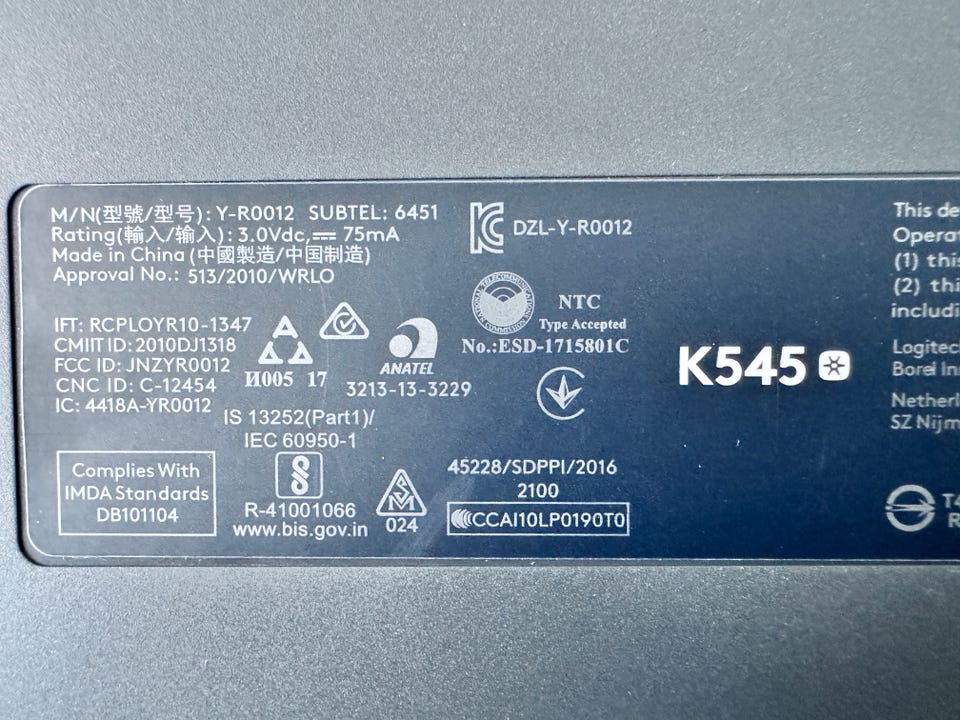 M/N(型號/型号): Y-R0012 SUBTEL: 6451
Rating(輸入/输入): 3.0Vdc, 75mA
Made in China (中國製造/中国制造)
Approval No.: 513/2010/WRLO
IFT: RCPLOYR10-1347
CMIIT ID: 2010DJ1318
FCC ID: JNZYR0012
CNC ID: C-12454
IC: 4418A-YR0012
И005 17
ANATEL
3213-13-3229
IS 13252(Part1)/
IEC 60950-1
R-41001066
www.bis.gov.in
Complies With
IMDA Standards
DB101104
024
DZL-Y-R0012
NATIONAL TELECOMMUNICATIONS COMMISSION
NTC
Type Accepted
No.:ESD-1715801C
45228/SDPPI/2016
2100
CCAI10LP0190T0
K545
This de
Operat
(1) this
(2) thi
includi
Logitec
Borel In
Netherl
SZ Nijm
T4
R